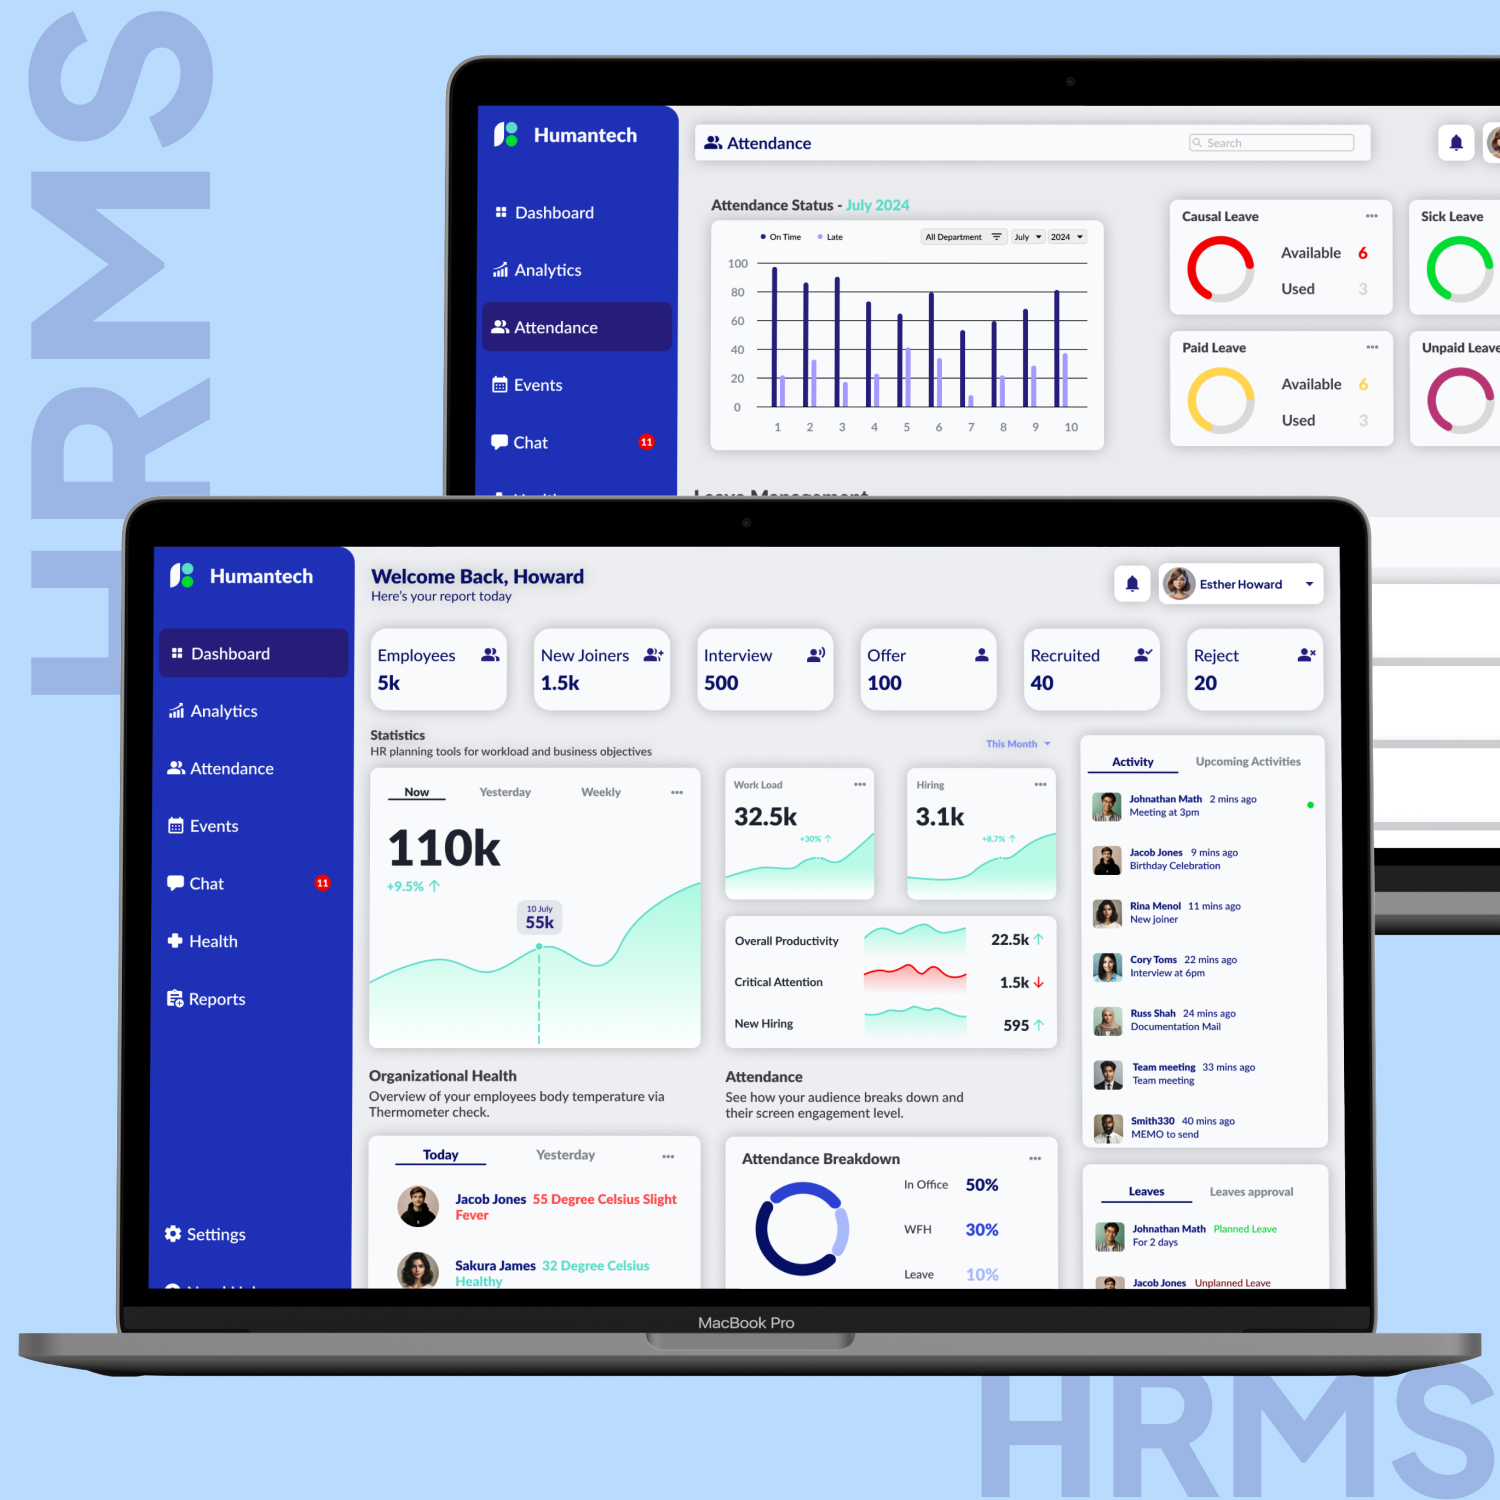 HRMS
Humantech
Dashboard
Analytics
Attendance
Events
Chat
11
Attendance
Search
Attendance Status - July 2024
On Time
Late
All Department
July
2024
100
80
60
40
20
0
1 2 3 4 5 6 7 8 9 10
Causal Leave
Available 6
Used 3
Sick Leave
Paid Leave
Available 6
Used 3
Unpaid Leave
Leave Management
Humantech
Dashboard
Analytics
Attendance
Events
Chat
11
Health
Reports
Settings
Welcome Back, Howard
Here's your report today
Esther Howard
Employees
5k
New Joiners
1.5k
Interview
500
Offer
100
Recruited
40
Reject
20
Statistics
HR planning tools for workload and business objectives
This Month
Now
Yesterday
Weekly
110k
+9.5%
10 July
55k
Work Load
32.5k
+30%
Hiring
3.1k
+8.7%
Overall Productivity 22.5k
Critical Attention 1.5k
New Hiring 595
Activity
Upcoming Activities
Johnathan Math 2 mins ago
Meeting at 3pm
Jacob Jones 9 mins ago
Birthday Celebration
Rina Menol 11 mins ago
New joiner
Cory Toms 22 mins ago
Interview at 6pm
Russ Shah 24 mins ago
Documentation Mail
Team meeting 33 mins ago
Team meeting
Smith330 40 mins ago
MEMO to send
Organizational Health
Overview of your employees body temperature via
Thermometer check.
Today
Yesterday
Jacob Jones 55 Degree Celsius Slight
Fever
Sakura James 32 Degree Celsius
Healthy
Attendance
See how your audience breaks down and
their screen engagement level.
Attendance Breakdown
In Office 50%
WFH 30%
Leave 10%
Leaves
Leaves approval
Johnathan Math Planned Leave
For 2 days
Jacob Jones Unplanned Leave
MacBook Pro
HRMS